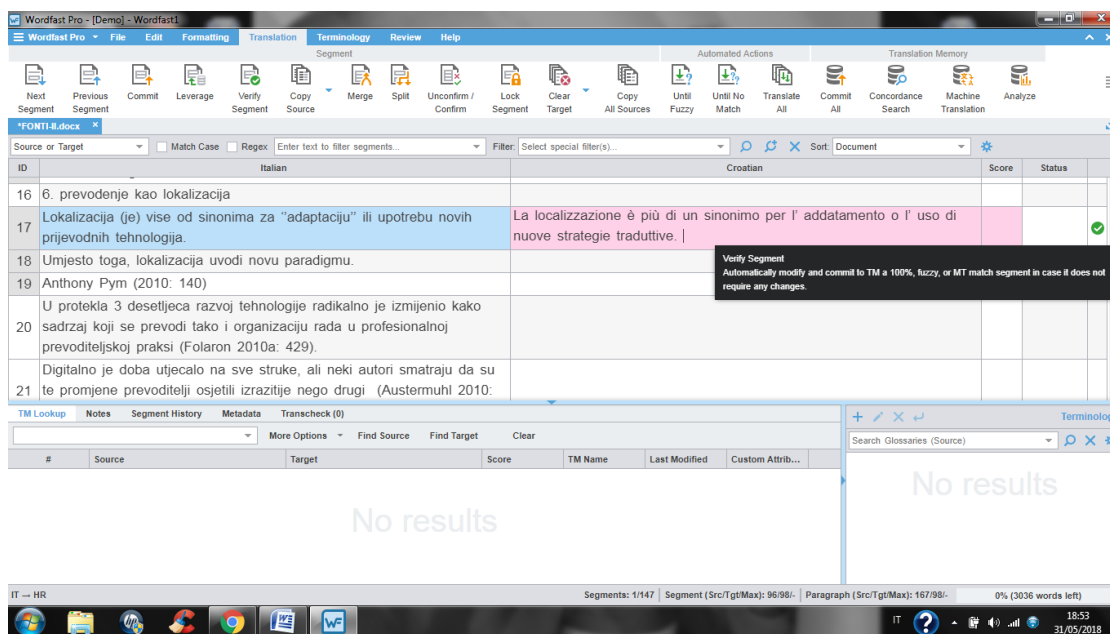 Wordfast Pro - [Demo] - Wordfast1
Wordfast Pro File Edit Formatting Translation Terminology Review Help
Segment Automated Actions Translation Memory
Next Segment
Previous Segment
Commit
Leverage
Verify Segment
Copy Source
Merge
Split
Unconfirm / Confirm
Lock Segment
Clear Target
Copy All Sources
Until Fuzzy
Until No Match
Translate All
Commit All
Concordance Search
Machine Translation
Analyze
*FONTI-II.docx ×
Source or Target Match Case Regex Enter text to filter segments... Filter: Select special filter(s)... Sort: Document
ID Italian Croatian Score Status
16 6. prevodenje kao lokalizacija
17 Lokalizacija (je) vise od sinonima za "adaptaciju" ili upotrebu novih
prijevodnih tehnologija.
La localizzazione è più di un sinonimo per l' addatamento o l' uso di
nuove strategie traduttive.
Verify Segment
Automatically modify and commit to TM a 100%, fuzzy, or MT match segment in case it does not
require any changes.
18 Umjesto toga, lokalizacija uvodi novu paradigmu.
19 Anthony Pym (2010: 140)
U protekla 3 desetljeca razvoj tehnologije radikalno je izmijenio kako
20 sadrzaj koji se prevodi tako i organizaciju rada u profesionalnoj
prevoditeljskoj praksi (Folaron 2010a: 429).
Digitalno je doba utjecalo na sve struke, ali neki autori smatraju da su
21 te promjene prevoditelji osjetili izrazitije nego drugi (Austermuhl 2010:
TM Lookup Notes Segment History Metadata Transcheck (0)
Terminolog
More Options Find Source Find Target Clear
Search Glossaries (Source)
# Source Target Score TM Name Last Modified Custom Attrib...
No results
No results
IT → HR Segments: 1/147 Segment (Src/Tgt/Max): 96/98/- Paragraph (Src/Tgt/Max): 167/98/- 0% (3036 words left)
hp W WF IT ? 18:53
31/05/2018